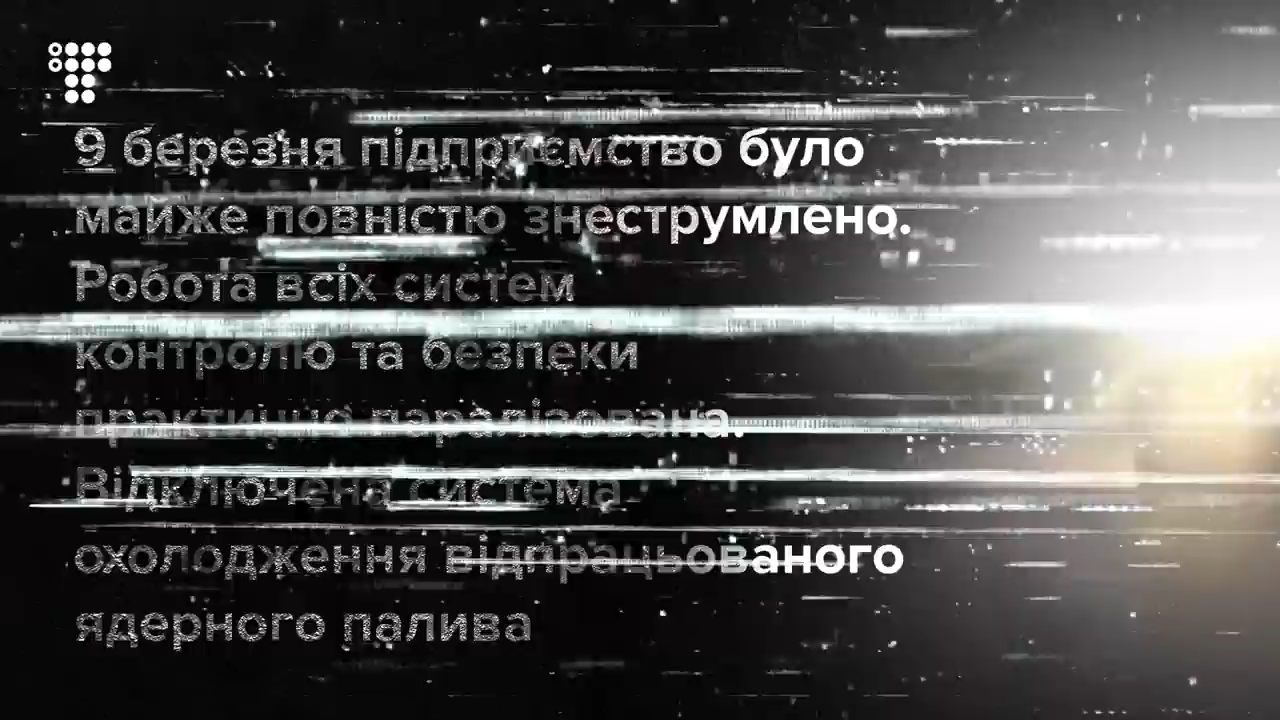 9 березня підприємство було
майже повністю знеструмлено.
Робота всіх систем
контролю та безпеки
практично паралізована.
Відключена система
охолодження відпрацьованого
ядерного палива